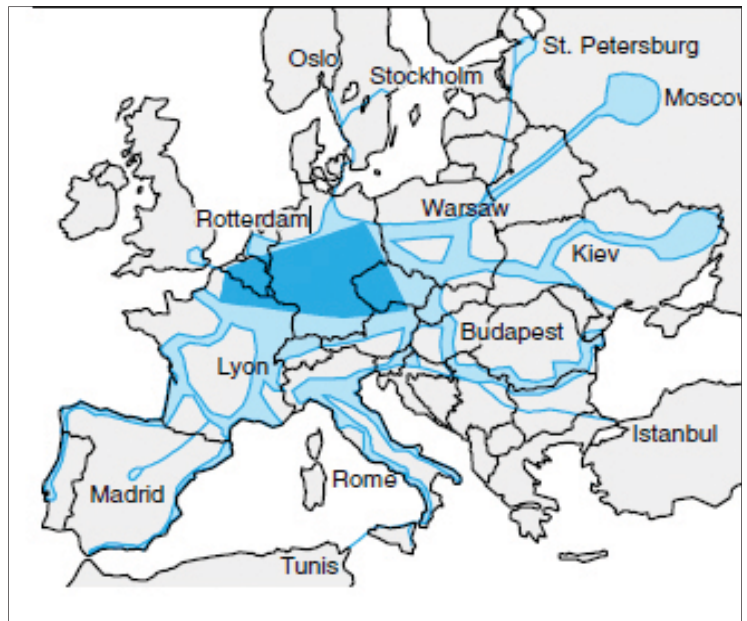 Oslo
St. Petersburg
Stockholm
Moscow
Rotterdam
Warsaw
Kiev
Budapest
Lyon
Istanbul
Madrid
Rome
Tunis